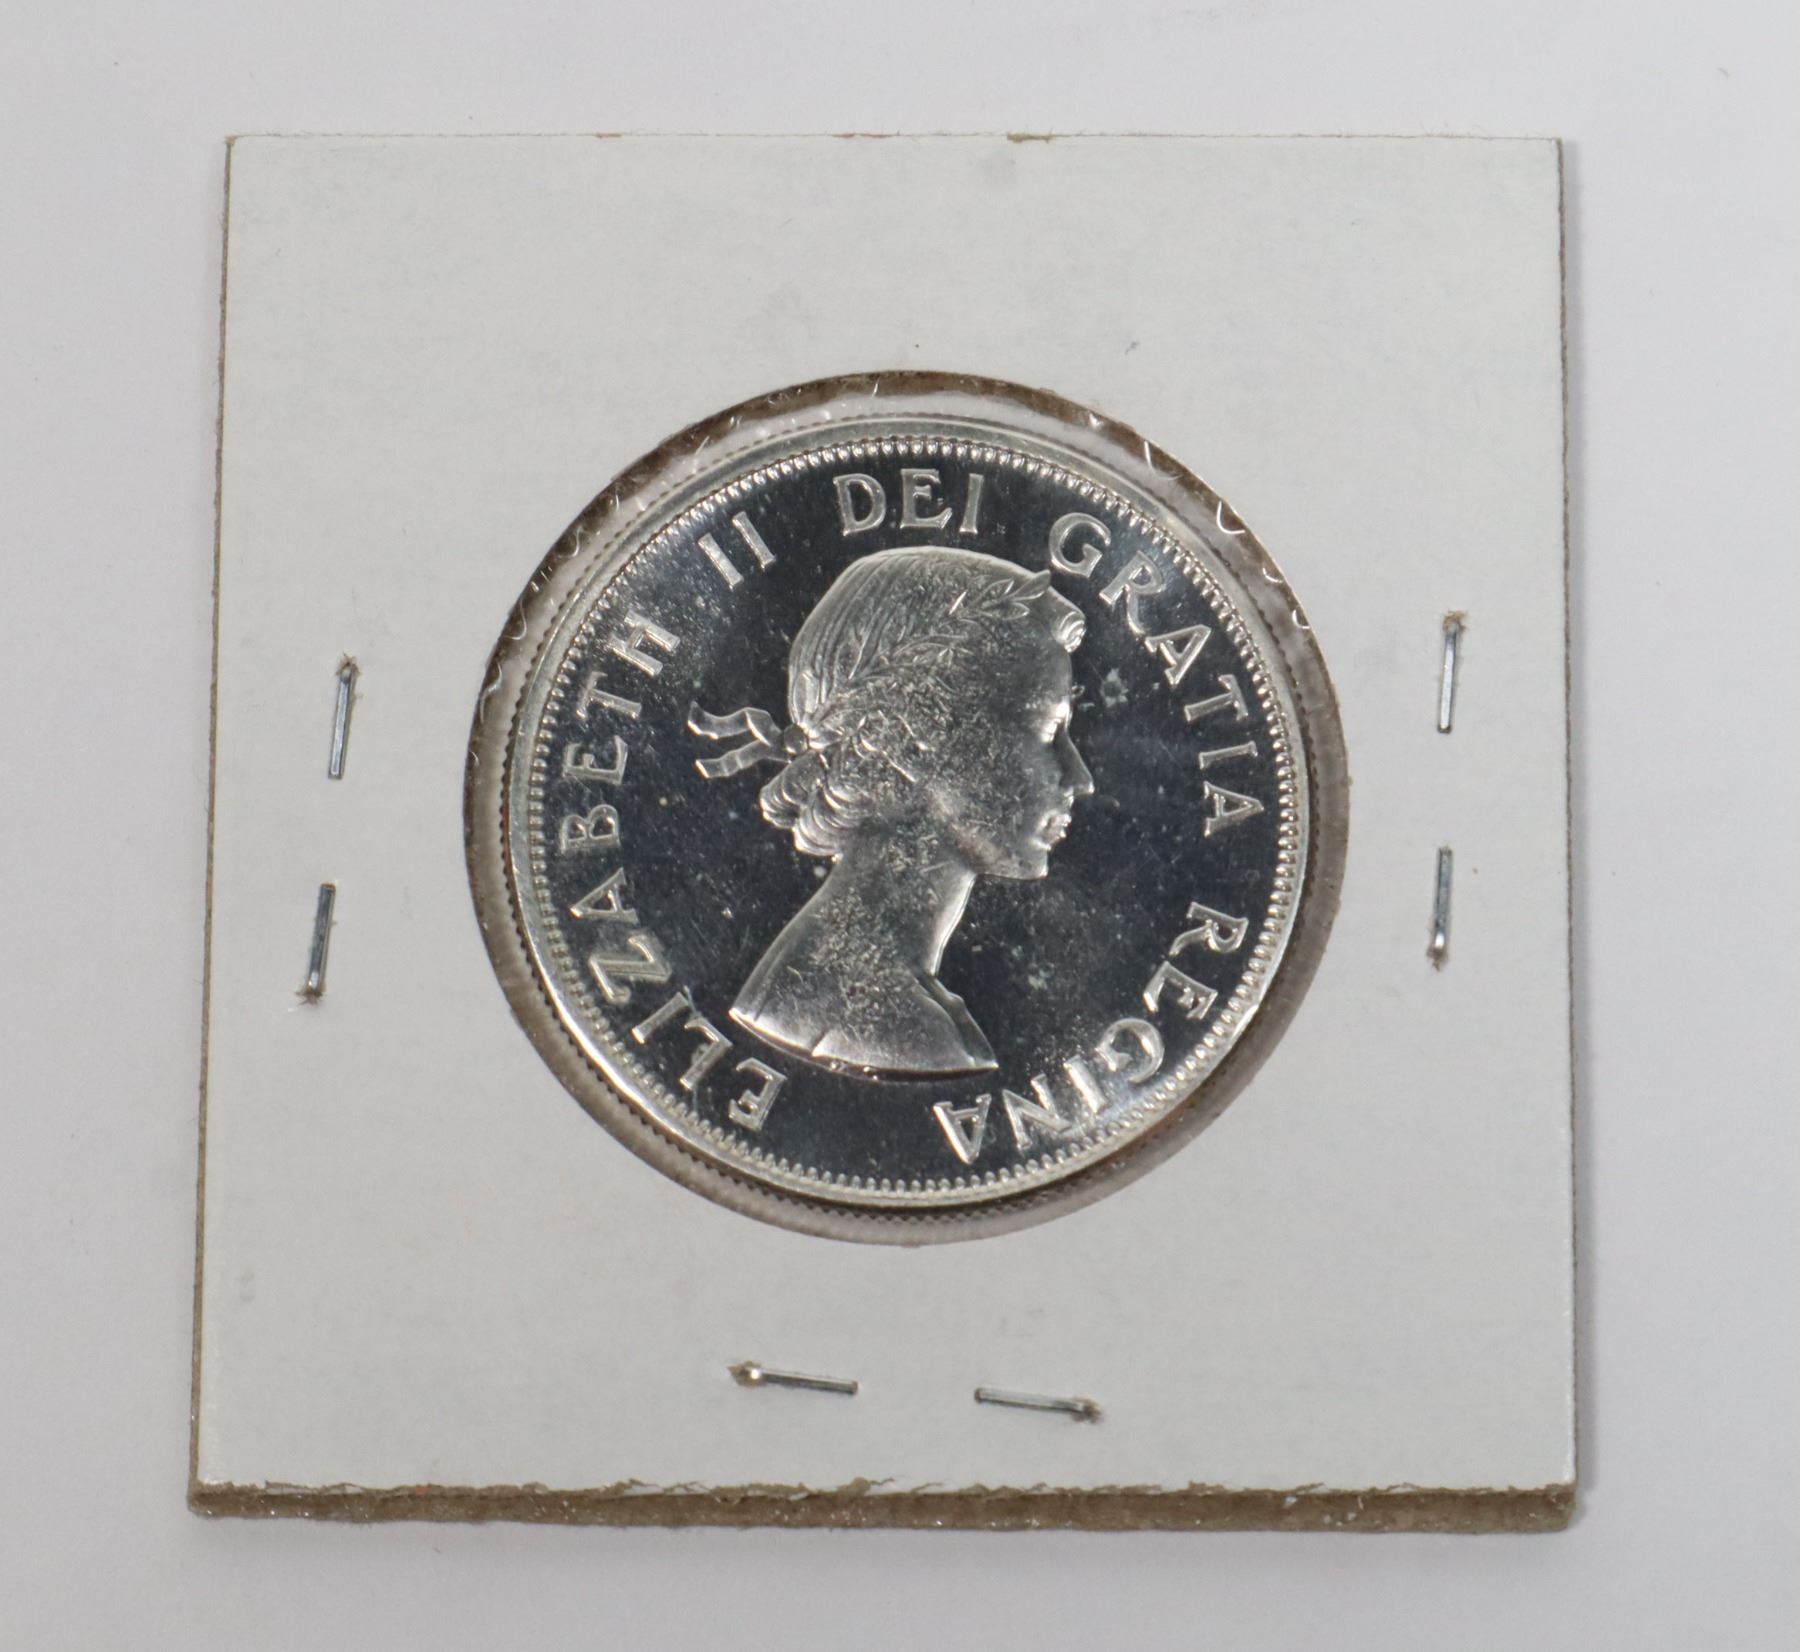 ELIZABETH II DEI GRATIA REGINA